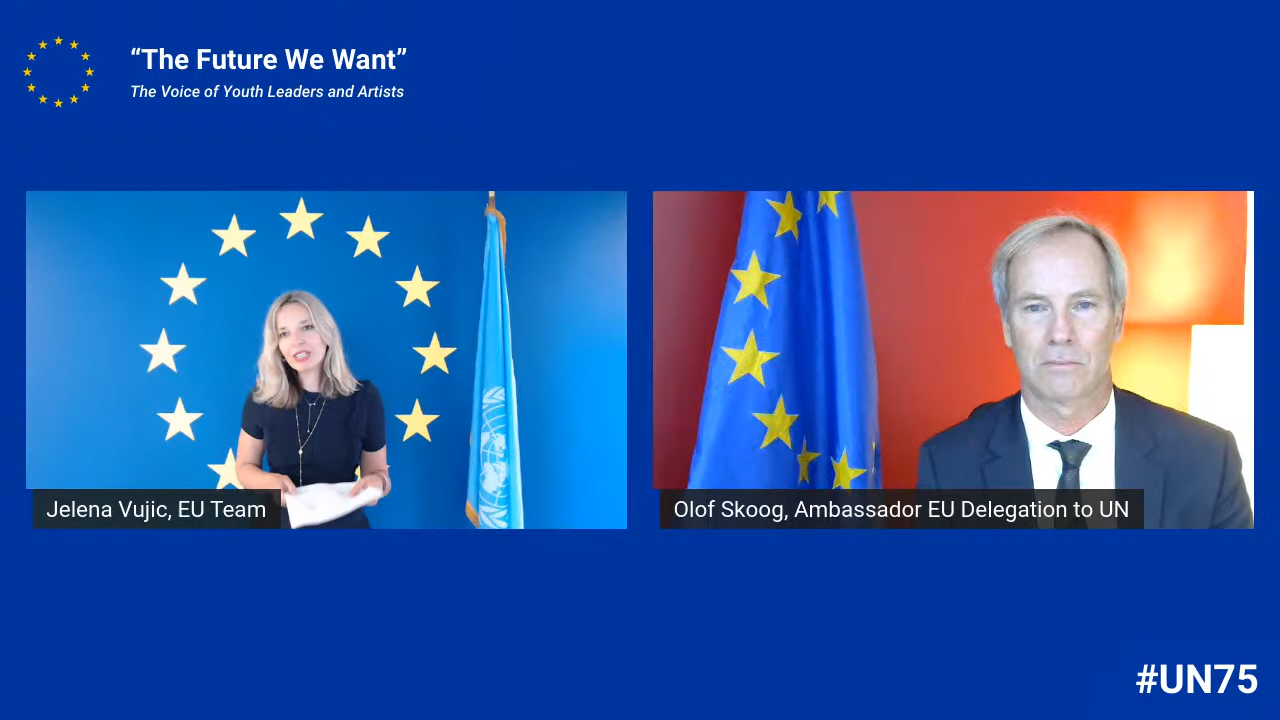 “The Future We Want”
The Voice of Youth Leaders and Artists
Jelena Vujic, EU Team
Olof Skoog, Ambassador EU Delegation to UN
#UN75